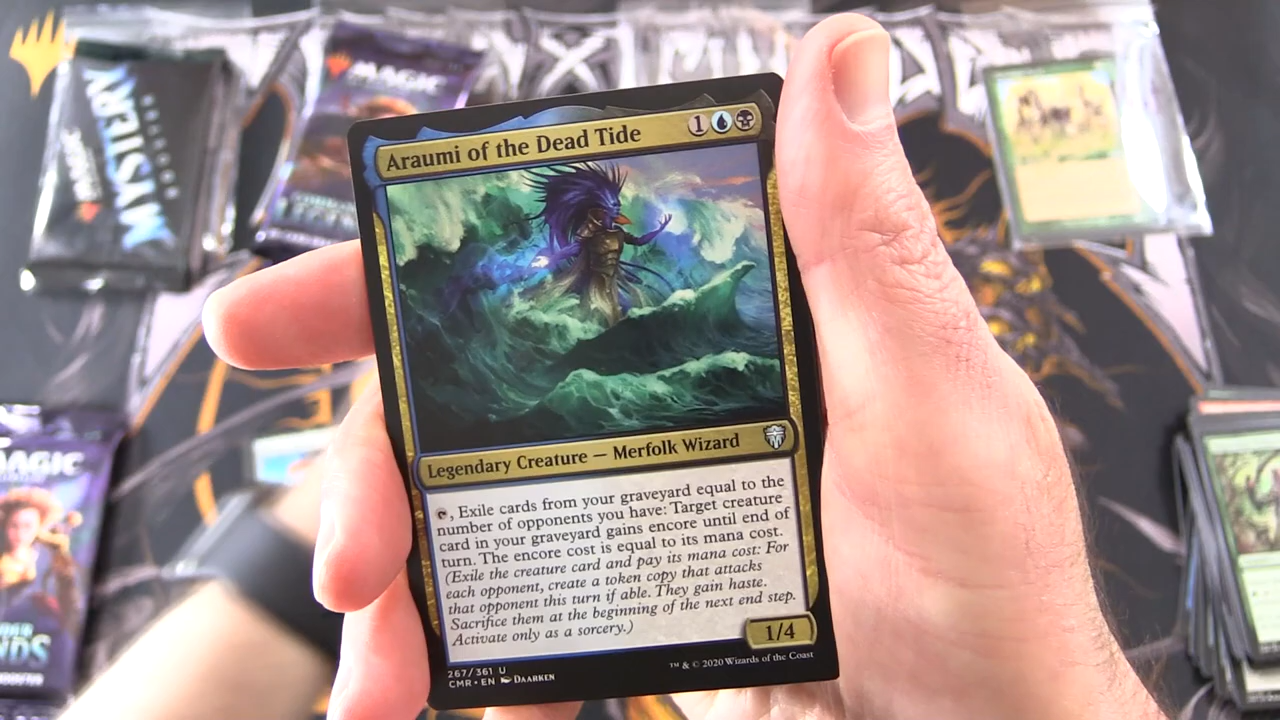 MYSTERY
BOOSTER
MAGIC
Araumi of the Dead Tide
1
Legendary Creature — Merfolk Wizard
, Exile cards from your graveyard equal to the
number of opponents you have: Target creature
card in your graveyard gains encore until end of
turn. The encore cost is equal to its mana cost.
(Exile the creature card and pay its mana cost: For
each opponent, create a token copy that attacks
that opponent this turn if able. They gain haste.
Sacrifice them at the beginning of the next end step.
Activate only as a sorcery.)
1/4
267/361 U
CMR • EN DAARKEN
™ & © 2020 Wizards of the Coast